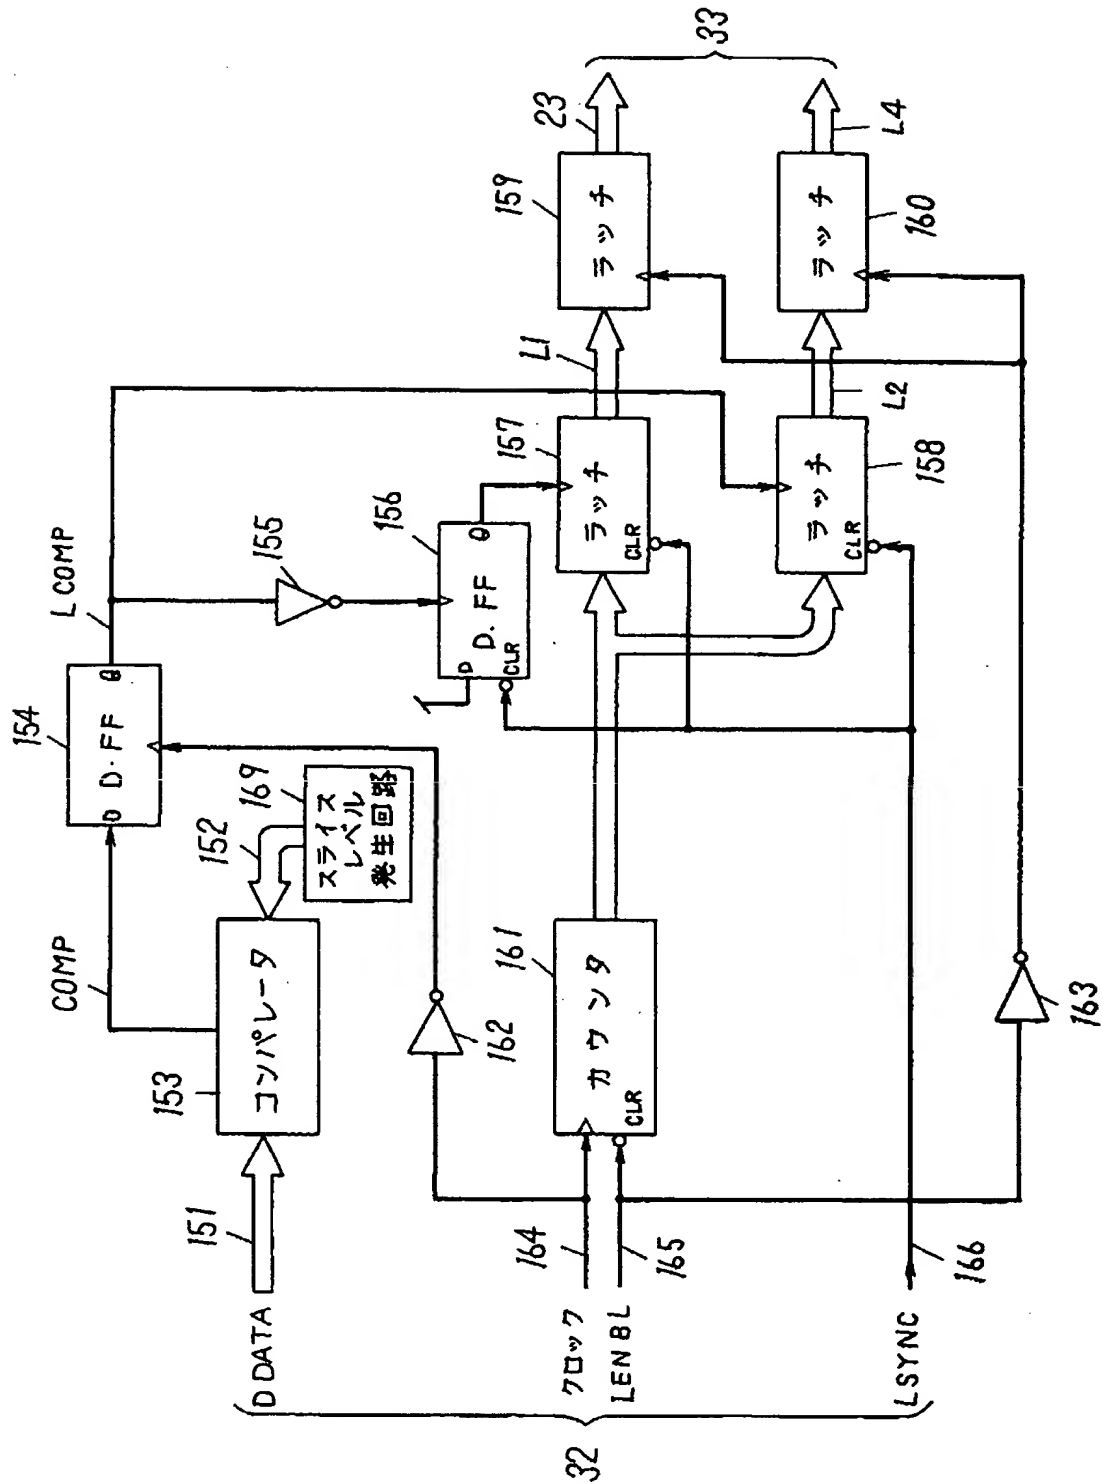 32
D DATA
151
153
コンパレータ
COMP
152
169
スライス
レベル
発生回路
154
D
D・FF
Q
L COMP
155
156
D
D. FF
Q
CLR
クロック
164
LENBL
165
LSYNC
166
162
161
カウンタ
CLR
163
157
ラッチ
CLR
L1
158
ラッチ
CLR
L2
159
ラッチ
23
160
ラッチ
L4
33